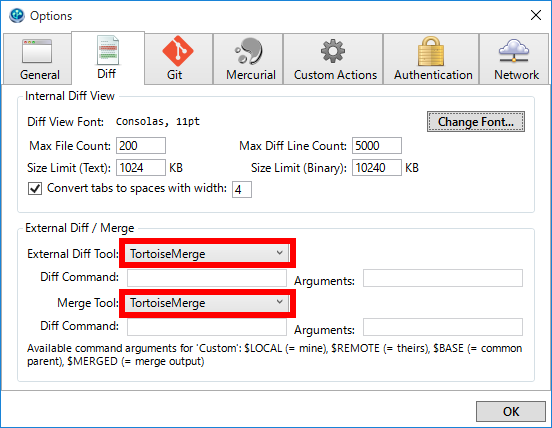 Options
General Diff Git Mercurial Custom Actions Authentication Network
Internal Diff View
Diff View Font: Consolas, 11pt Change Font...
Max File Count: 200 Max Diff Line Count: 5000
Size Limit (Text): 1024 KB Size Limit (Binary): 10240 KB
Convert tabs to spaces with width: 4
External Diff / Merge
External Diff Tool: TortoiseMerge
Diff Command: Arguments:
Merge Tool: TortoiseMerge
Diff Command: Arguments:
Available command arguments for 'Custom': $LOCAL (= mine), $REMOTE (= theirs), $BASE (= common
parent), $MERGED (= merge output)
OK